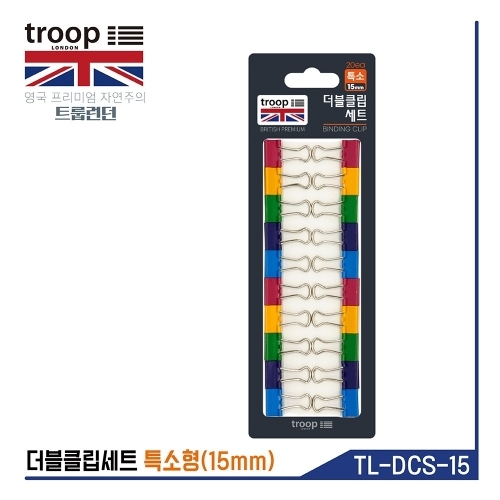 troop
LONDON
영국 프리미엄 자연주의
트룹런던
20ea
특소
15mm
troop
더블클립
세트
BRITISH PREMIUM
BINDING CLIP
troop
더블클립세트 특소형(15mm)
TL-DCS-15